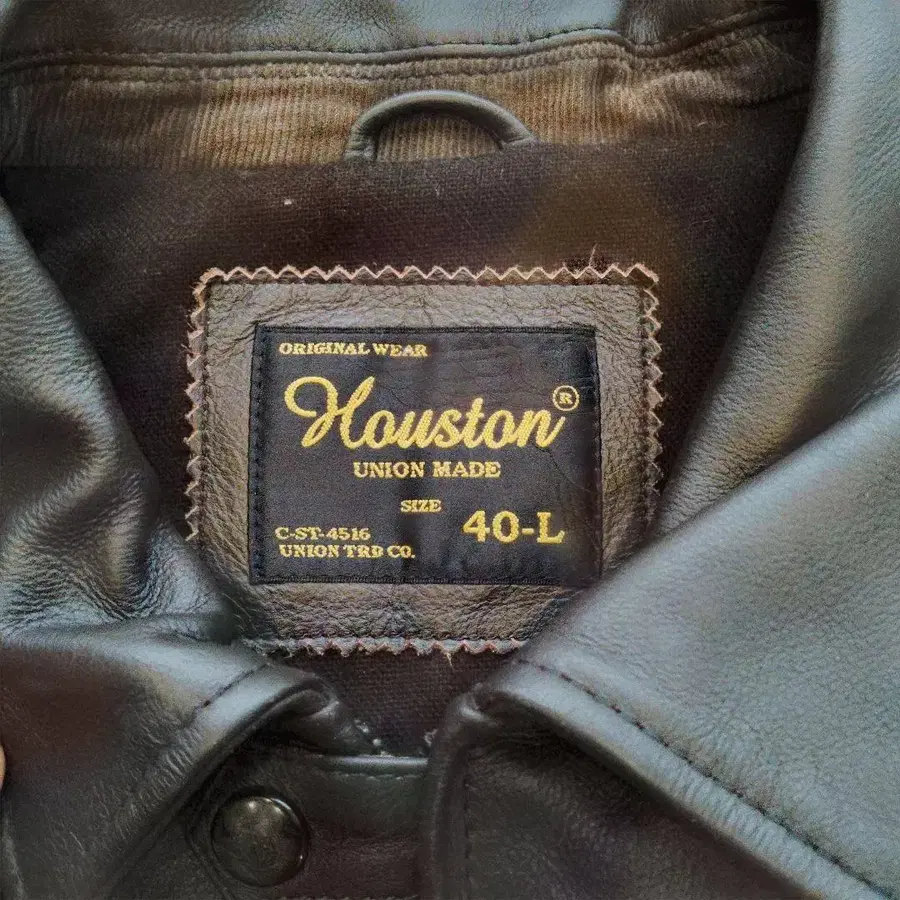 ORIGINAL WEAR
Houston®
UNION MADE
SIZE
40-L
C-ST-4516
UNION TRD CO.